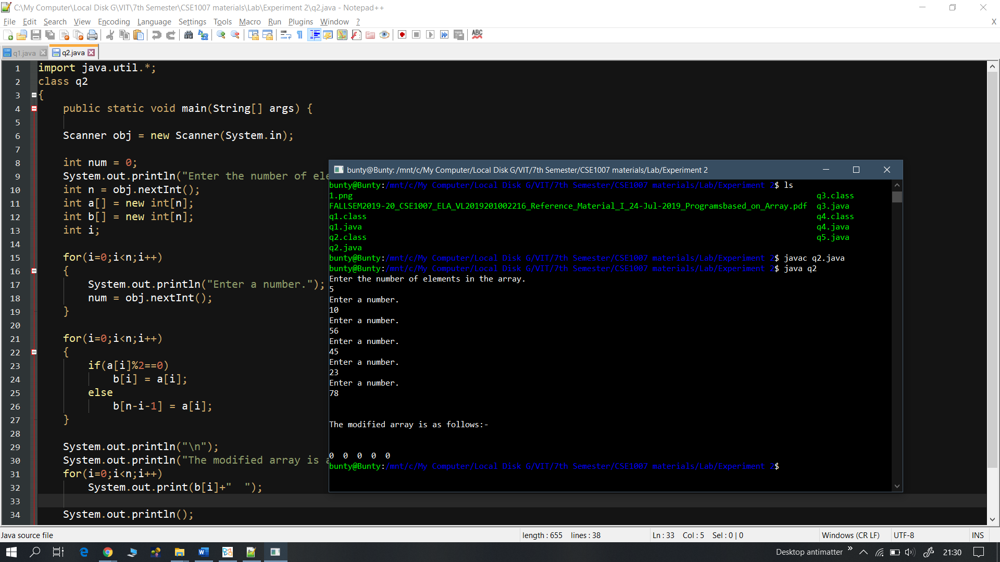 C:\My Computer\Local Disk G\VIT\7th Semester\CSE1007 materials\Lab\Experiment 2\q2.java - Notepad++
File Edit Search View Encoding Language Settings Tools Macro Run Plugins Window ? X
ABC
q1.java q2.java
1 import java.util.*;
2 class q2
3 {
4 public static void main(String[] args) {
5
6 Scanner obj = new Scanner(System.in);
7
8 int num = 0;
9 System.out.println("Enter the number of ele
10 int n = obj.nextInt();
11 int a[] = new int[n];
12 int b[] = new int[n];
13 int i;
14
15 for(i=0;i<n;i++)
16 {
17 System.out.println("Enter a number.");
18 num = obj.nextInt();
19 }
20
21 for(i=0;i<n;i++)
22 {
23 if(a[i]%2==0)
24 b[i] = a[i];
25 else
26 b[n-i-1] = a[i];
27 }
28
29 System.out.println("\n");
30 System.out.println("The modified array is a
31 for(i=0;i<n;i++)
32 System.out.print(b[i]+"  ");
33
34 System.out.println();
bunty@Bunty: /mnt/c/My Computer/Local Disk G/VIT/7th Semester/CSE1007 materials/Lab/Experiment 2
bunty@Bunty:/mnt/c/My Computer/Local Disk G/VIT/7th Semester/CSE1007 materials/Lab/Experiment 2$ ls
1.png q3.class
FALLSEM2019-20_CSE1007_ELA_VL2019201002216_Reference_Material_I_24-Jul-2019_Programsbased_on_Array.pdf q3.java
q1.class q4.class
q1.java q4.java
q2.class q5.java
q2.java
bunty@Bunty:/mnt/c/My Computer/Local Disk G/VIT/7th Semester/CSE1007 materials/Lab/Experiment 2$ javac q2.java
bunty@Bunty:/mnt/c/My Computer/Local Disk G/VIT/7th Semester/CSE1007 materials/Lab/Experiment 2$ java q2
Enter the number of elements in the array.
5
Enter a number.
10
Enter a number.
56
Enter a number.
45
Enter a number.
23
Enter a number.
78
The modified array is as follows:-
0 0 0 0 0
bunty@Bunty:/mnt/c/My Computer/Local Disk G/VIT/7th Semester/CSE1007 materials/Lab/Experiment 2$
Java source file length : 655 lines : 38 Ln : 33 Col : 5 Sel : 0 | 0 Windows (CR LF) UTF-8 INS
Desktop antimatter » 21:30